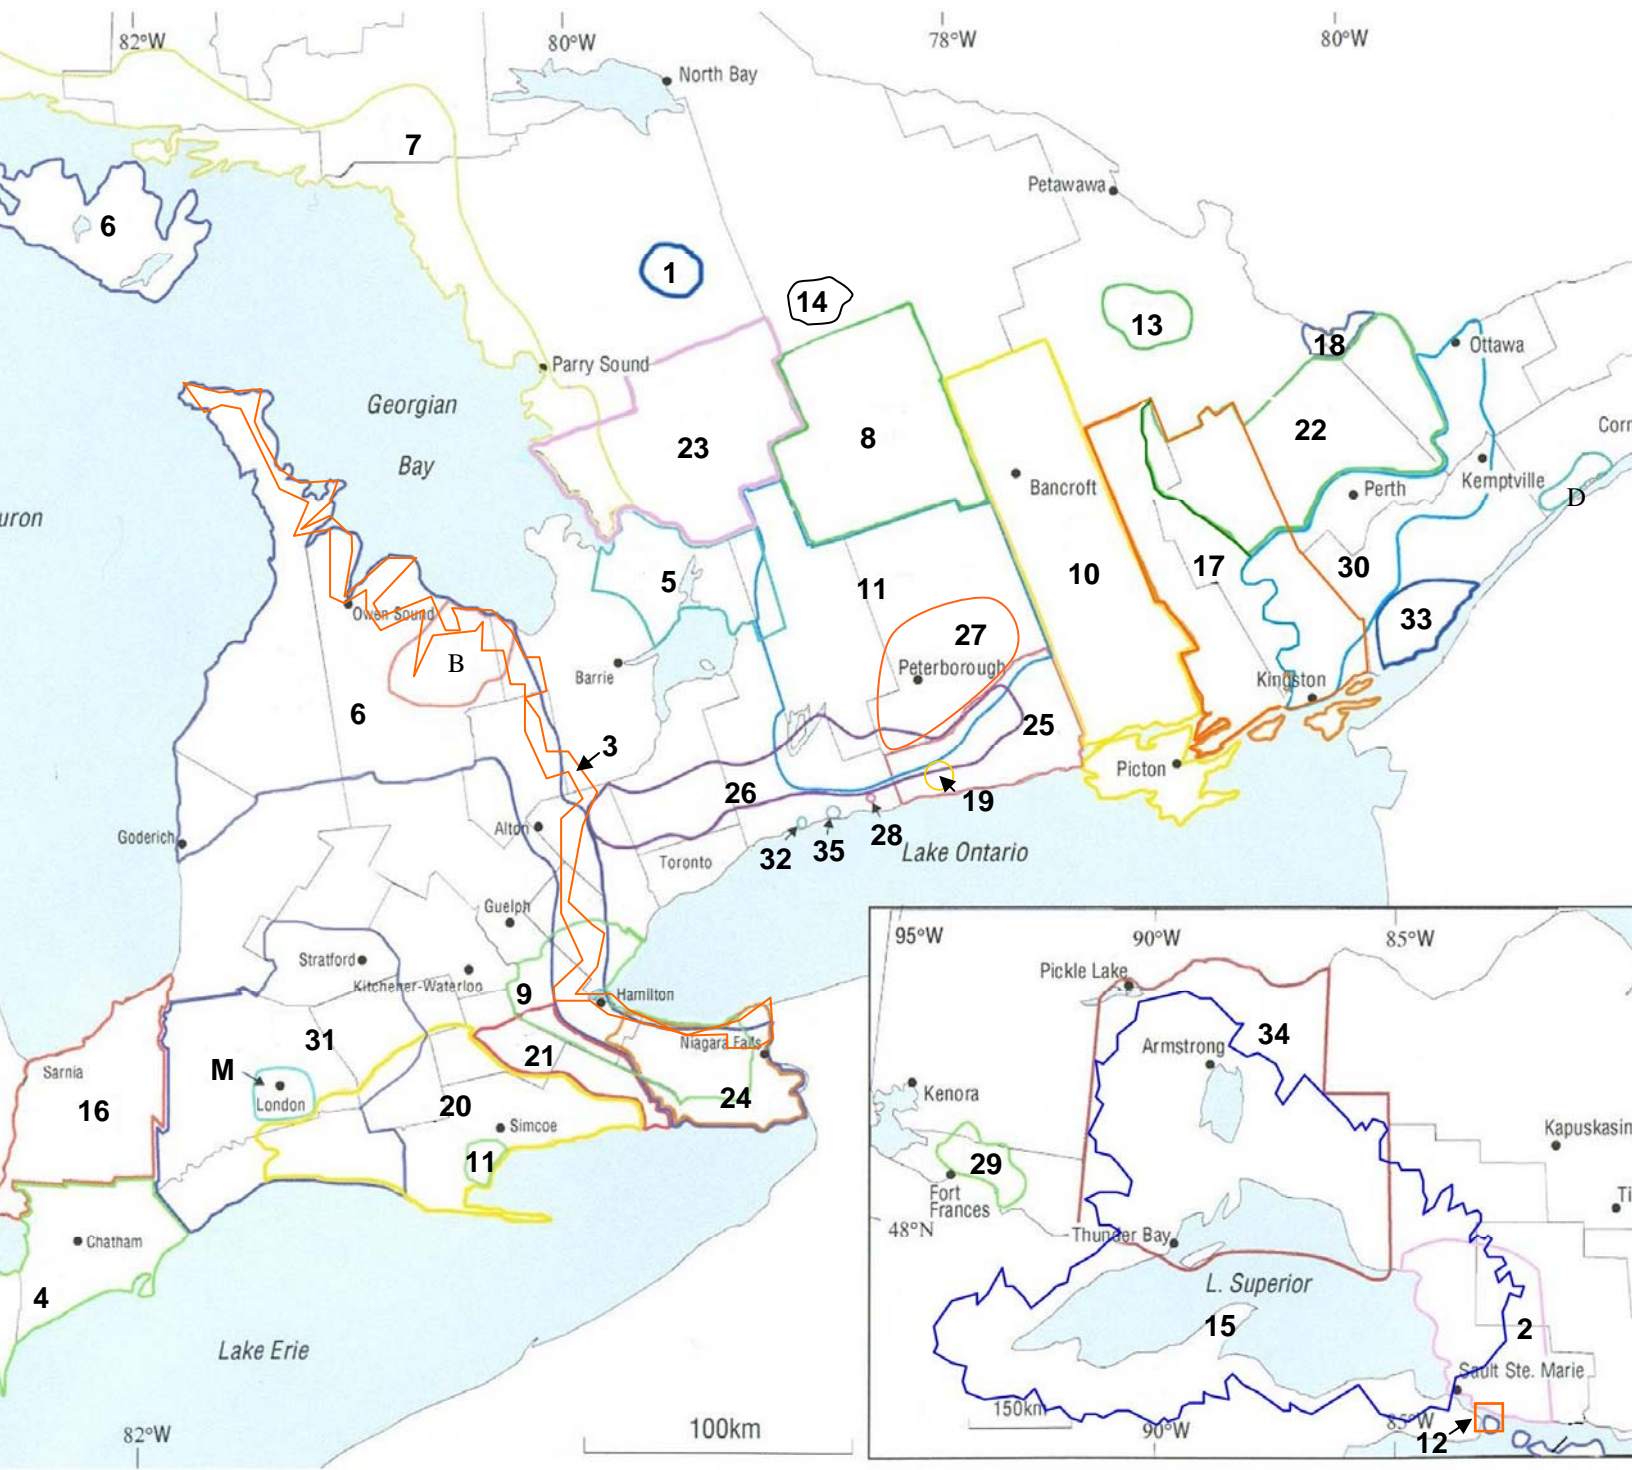 82°W
80°W
78°W
80°W
North Bay
7
Petawawa
6
1
14
13
18
Ottawa
Parry Sound
Georgian
Bay
23
8
22
Corr
uron
Bancroft
Perth
Kemptville
D
5
11
10
17
30
33
Owen Sound
27
B
Peterborough
Barrie
Kingston
6
3
25
26
Picton
19
Goderich
Alton
28
32
35
Toronto
Lake Ontario
Guelph
Stratford
Kitchener-Waterloo
9
Hamilton
31
21
Niagara Falls
Sarnia
M
London
16
20
24
Simcoe
11
Chatham
4
Lake Erie
82°W
100km
95°W
90°W
85°W
Pickle Lake
34
Armstrong
Kenora
Kapuskasin
29
Fort
Frances
Ti
48°N
Thunder Bay
L. Superior
15
2
Sault Ste. Marie
150km
90°W
85°W
12